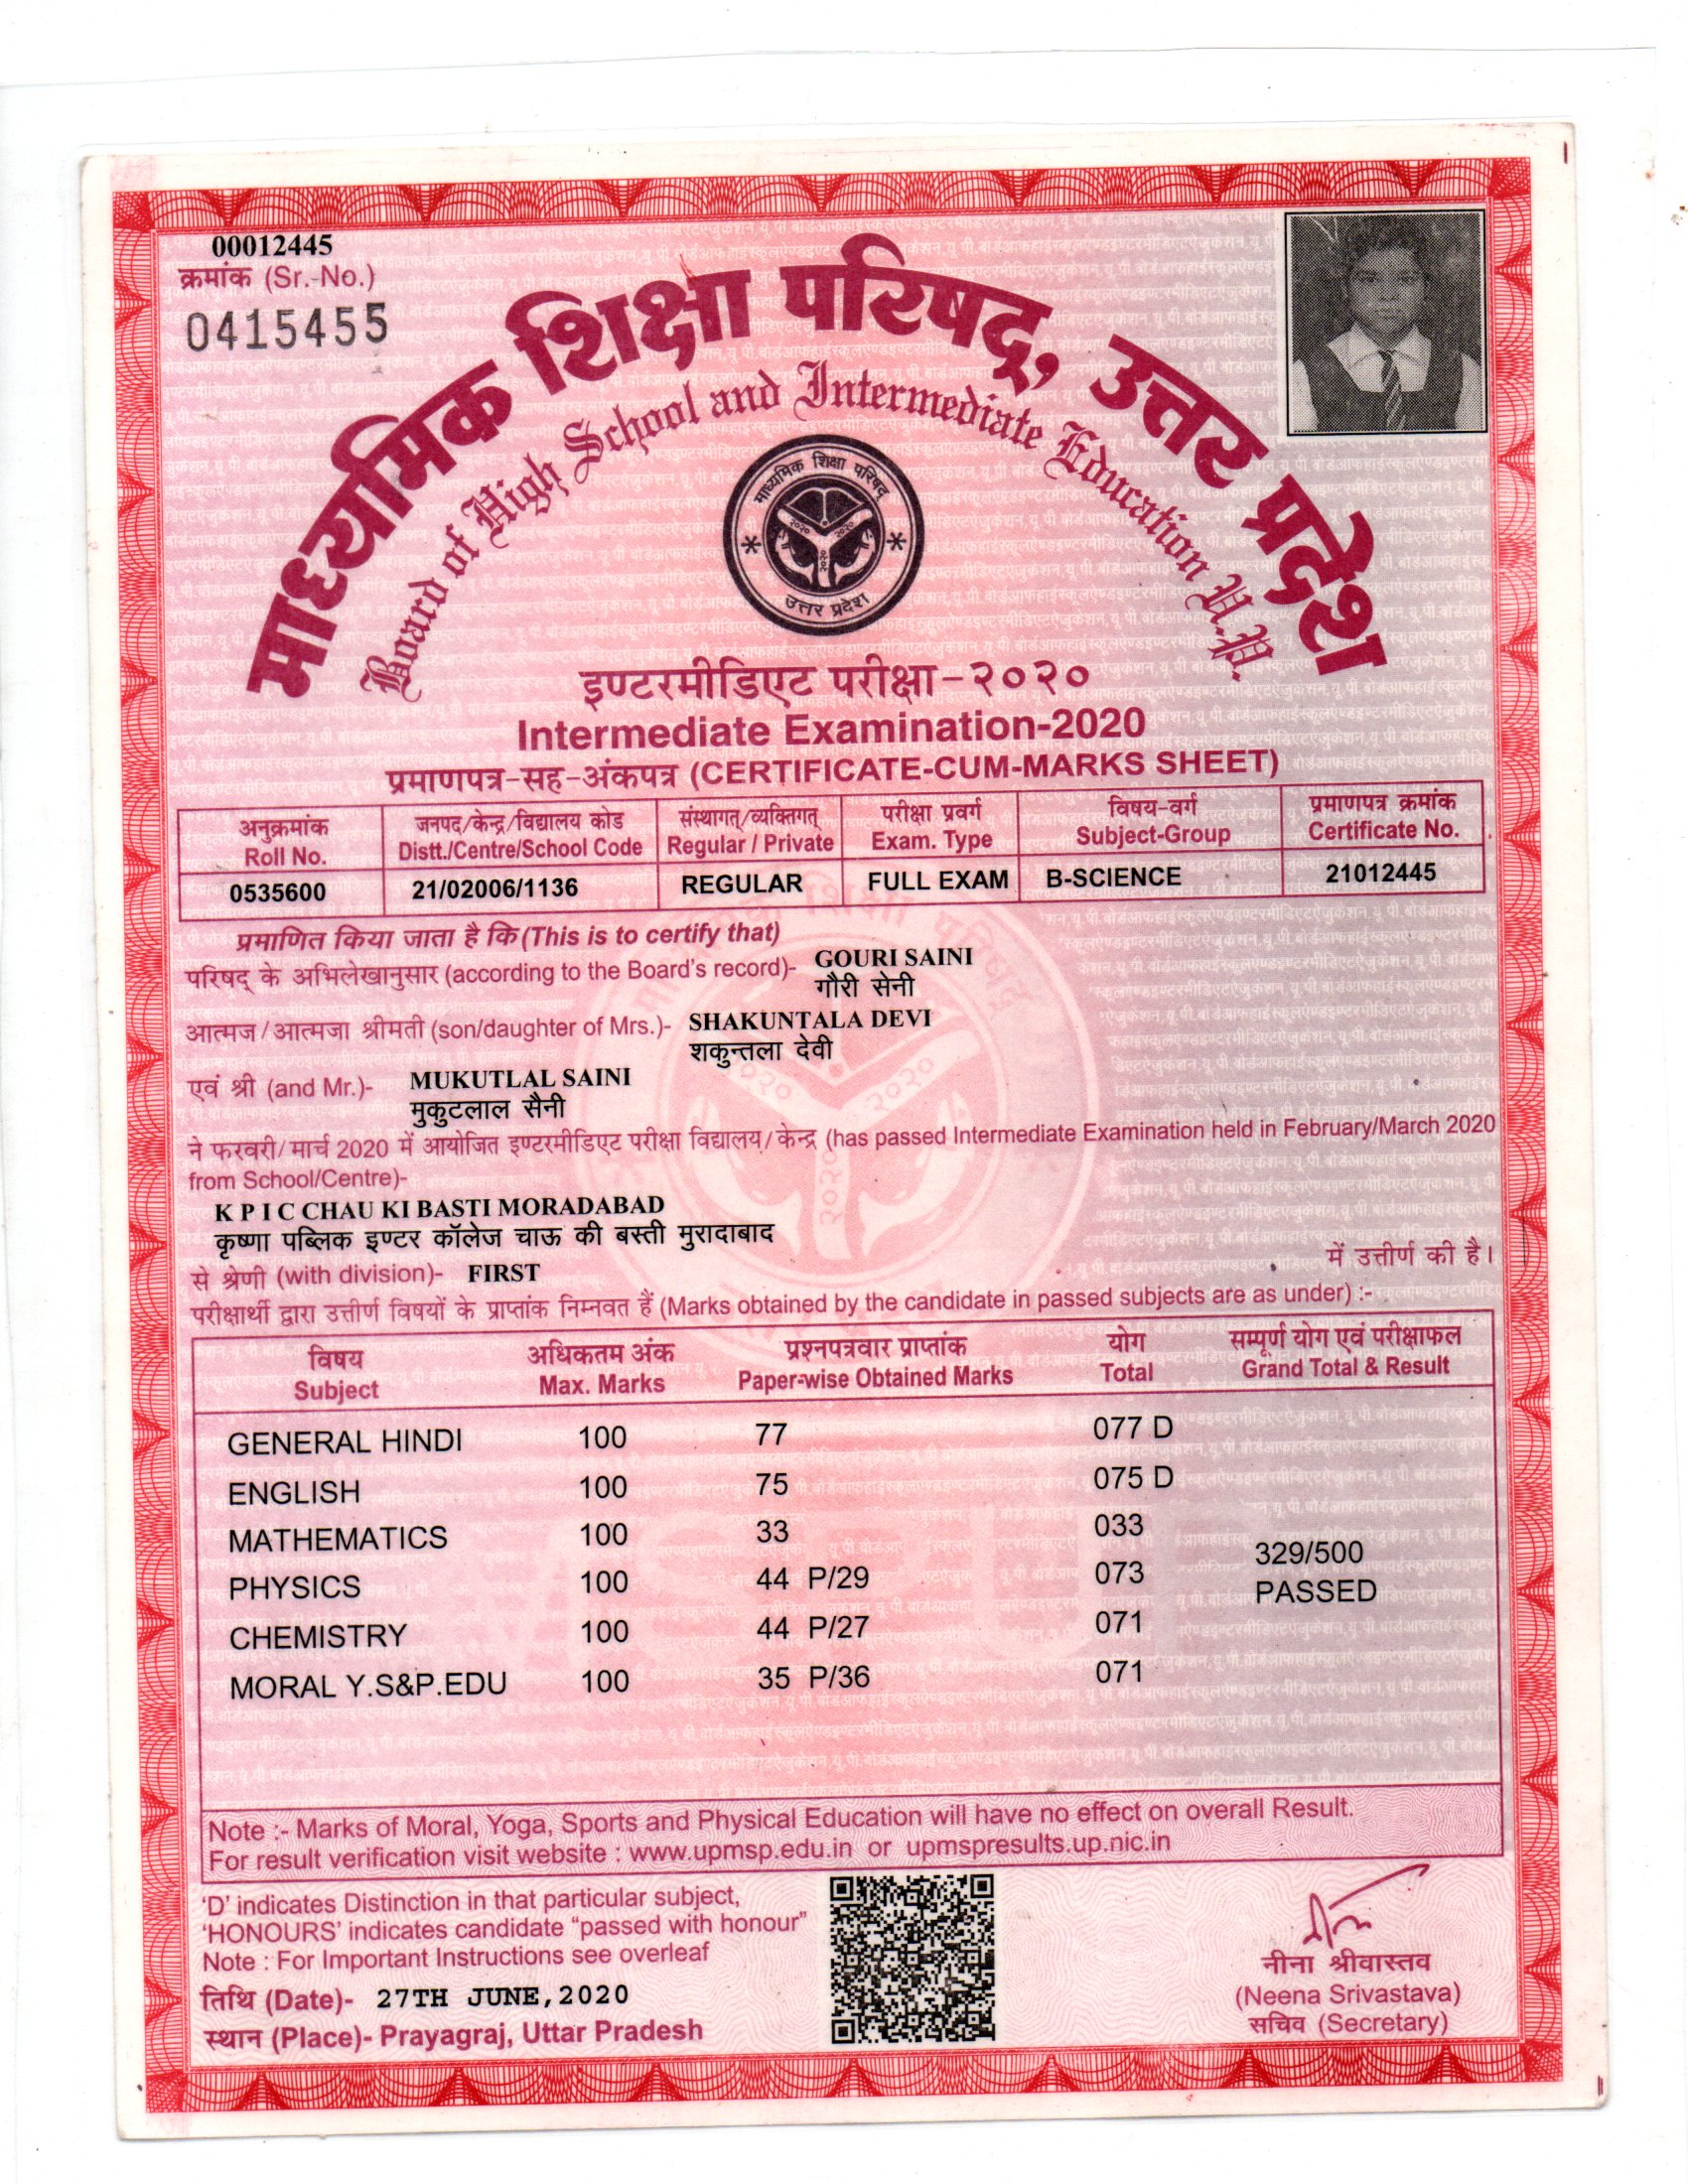 00012445
क्रमांक (Sr.-No.)
0415455
माध्यमिक शिक्षा परिषद्, उत्तर प्रदेश
Board of High School and Intermediate Education U.P.
माध्यमिक शिक्षा परिषद्
उत्तर प्रदेश
इण्टरमीडिएट परीक्षा-२०२०
Intermediate Examination-2020
प्रमाणपत्र-सह-अंकपत्र (CERTIFICATE-CUM-MARKS SHEET)
अनुक्रमांक जनपद/केन्द्र/विद्यालय कोड संस्थागत्/व्यक्तिगत् परीक्षा प्रवर्ग विषय-वर्ग प्रमाणपत्र क्रमांक
Roll No. Distt./Centre/School Code Regular / Private Exam. Type Subject-Group Certificate No.
0535600 21/02006/1136 REGULAR FULL EXAM B-SCIENCE 21012445
प्रमाणित किया जाता है कि (This is to certify that)
परिषद् के अभिलेखानुसार (according to the Board's record)- GOURI SAINI
गौरी सेनी
आत्मज/आत्मजा श्रीमती (son/daughter of Mrs.)- SHAKUNTALA DEVI
शकुन्तला देवी
एवं श्री (and Mr.)- MUKUTLAL SAINI
मुकुटलाल सैनी
ने फरवरी/मार्च 2020 में आयोजित इण्टरमीडिएट परीक्षा विद्यालय/केन्द्र (has passed Intermediate Examination held in February/March 2020
from School/Centre)-
K P I C CHAU KI BASTI MORADABAD
कृष्णा पब्लिक इण्टर कॉलेज चाऊ की बस्ती मुरादाबाद
से श्रेणी (with division)- FIRST में उत्तीर्ण की है।
परीक्षार्थी द्वारा उत्तीर्ण विषयों के प्राप्तांक निम्नवत हैं (Marks obtained by the candidate in passed subjects are as under) :-
विषय अधिकतम अंक प्रश्नपत्रवार प्राप्तांक योग सम्पूर्ण योग एवं परीक्षाफल
Subject Max. Marks Paper-wise Obtained Marks Total Grand Total & Result
GENERAL HINDI 100 77 077 D
ENGLISH 100 75 075 D
MATHEMATICS 100 33 033
329/500
PHYSICS 100 44 P/29 073
PASSED
CHEMISTRY 100 44 P/27 071
MORAL Y.S&P.EDU 100 35 P/36 071
Note :- Marks of Moral, Yoga, Sports and Physical Education will have no effect on overall Result.
For result verification visit website : www.upmsp.edu.in or upmspresults.up.nic.in
'D' indicates Distinction in that particular subject,
'HONOURS' indicates candidate "passed with honour"
Note : For Important Instructions see overleaf
तिथि (Date)- 27TH JUNE,2020
स्थान (Place)- Prayagraj, Uttar Pradesh
नीना श्रीवास्तव
(Neena Srivastava)
सचिव (Secretary)